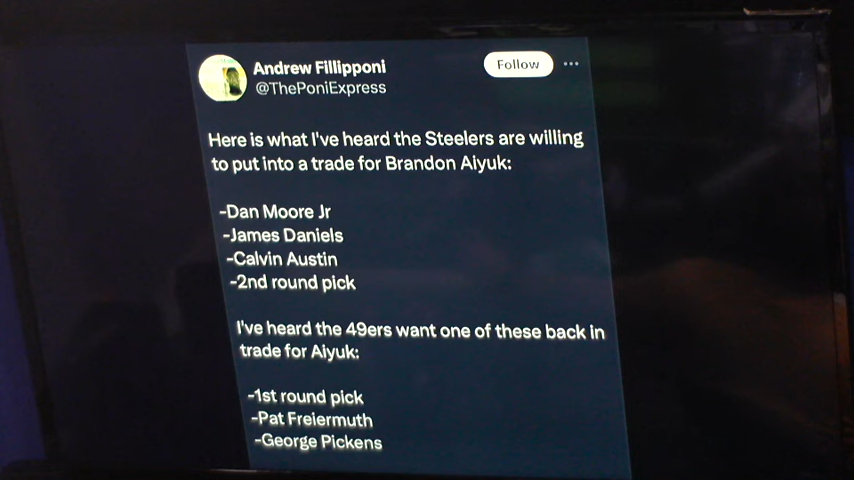 Andrew Fillipponi
Follow ...
@ThePoniExpress
Here is what I've heard the Steelers are willing
to put into a trade for Brandon Aiyuk:
-Dan Moore Jr
-James Daniels
-Calvin Austin
-2nd round pick
I've heard the 49ers want one of these back in
trade for Aiyuk:
-1st round pick
-Pat Freiermuth
-George Pickens